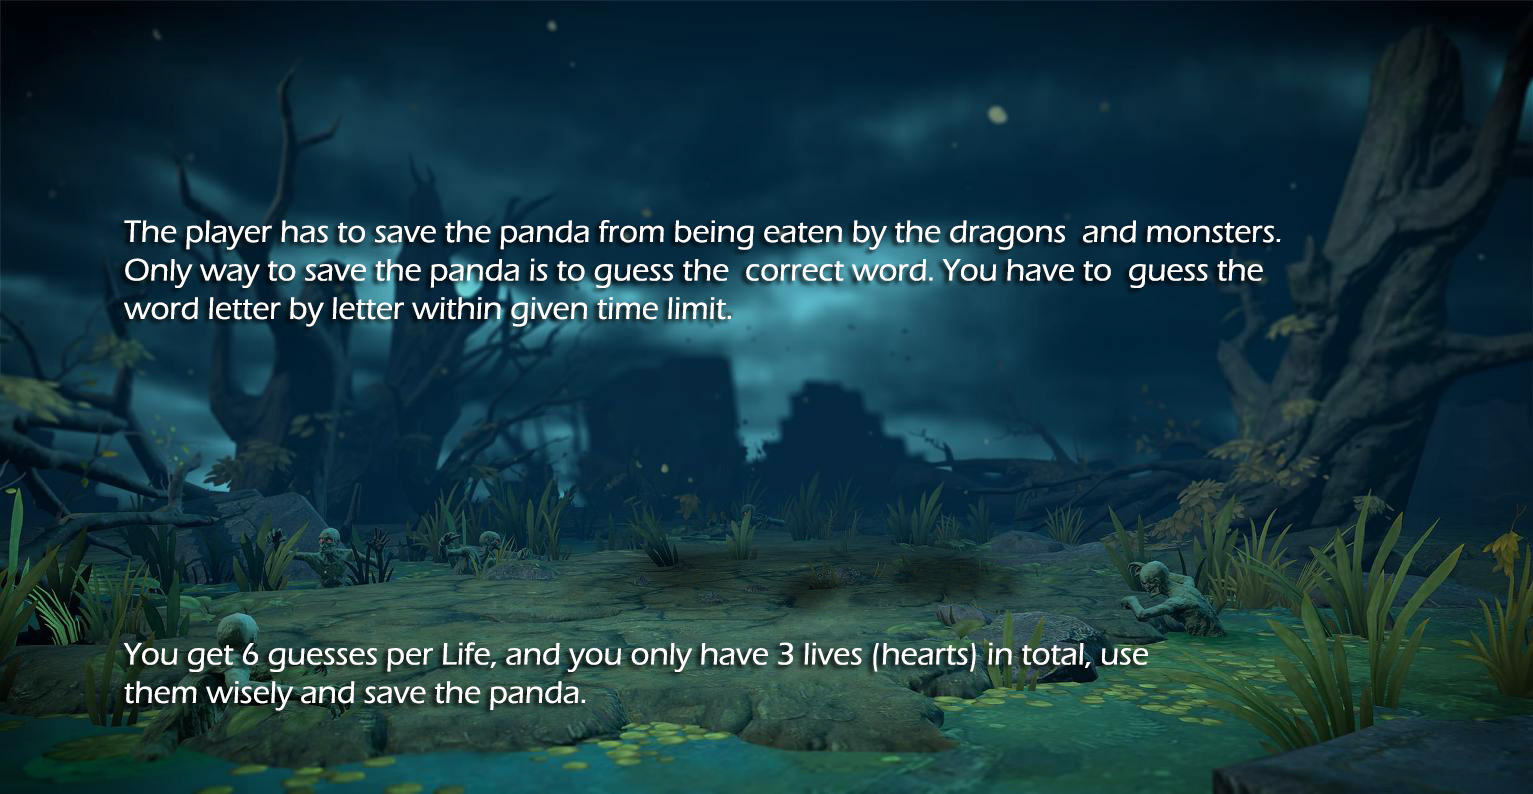 The player has to save the panda from being eaten by the dragons  and monsters.
Only way to save the panda is to guess the  correct word. You have to  guess the
word letter by letter within given time limit.
You get 6 guesses per Life, and you only have 3 lives (hearts) in total, use
them wisely and save the panda.